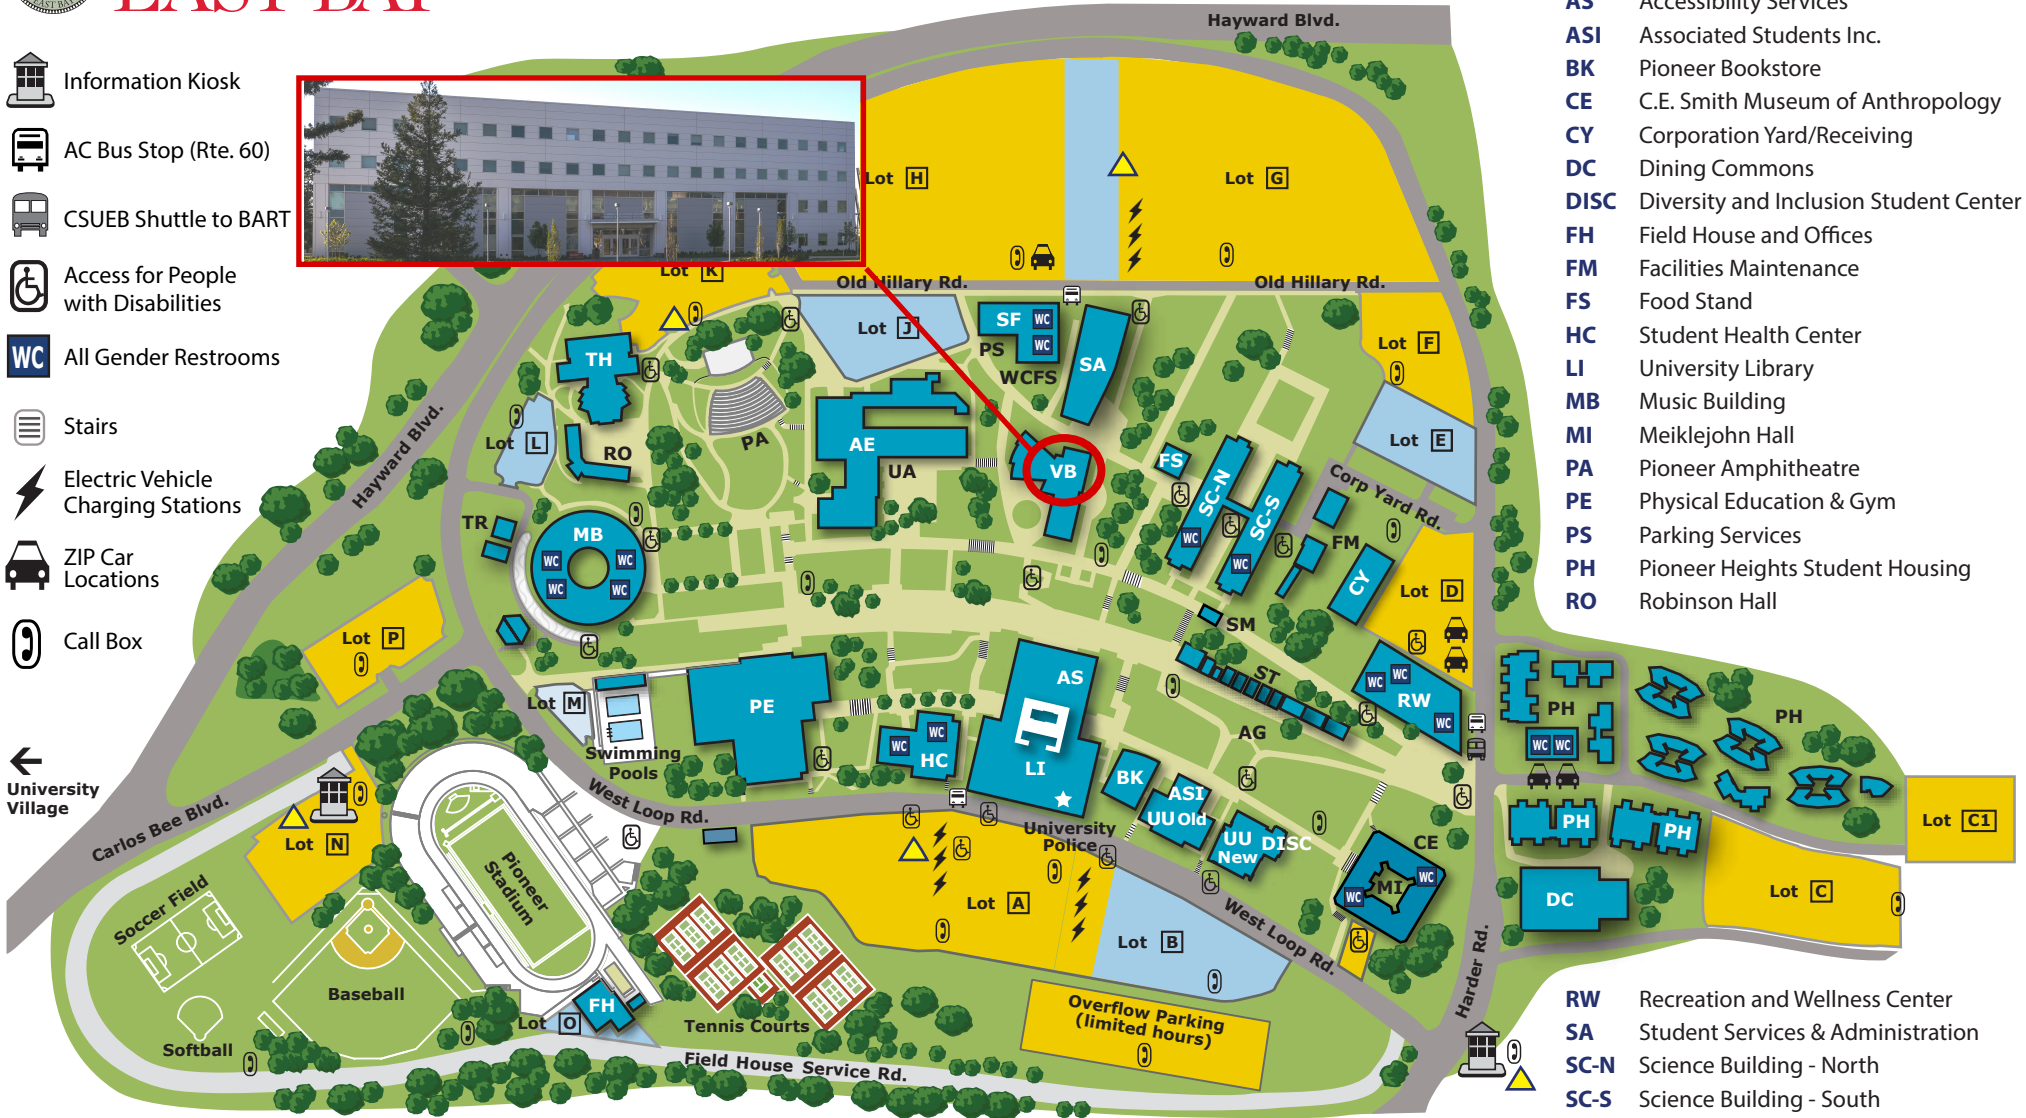 EAST BAY
Information Kiosk
AC Bus Stop (Rte. 60)
CSUEB Shuttle to BART
Access for People
with Disabilities
WC All Gender Restrooms
Stairs
Electric Vehicle
Charging Stations
ZIP Car
Locations
Call Box
University
Village
Hayward Blvd.
Lot H
Lot G
Lot K
Old Hillary Rd.
Old Hillary Rd.
Lot J
SF WC
WC
PS
WCFS
SA
Lot F
TH
Lot E
Hayward Blvd.
Lot L
RO
PA
AE
UA
VB
FS
SC-N
WC
SC-S
WC
Corp Yard Rd.
FM
CY
Lot D
TR
MB
WC WC
WC WC
Lot P
SM
ST
AG
WC WC
RW
WC
Lot M
Swimming
Pools
PE
WC WC
HC
AS
LI
BK
ASI
UU Old
UU
New
DISC
University
Police
PH
WC WC
PH
PH
PH
Lot C1
Lot C
DC
CE
MI
WC
WC
West Loop Rd.
West Loop Rd.
Harder Rd.
Carlos Bee Blvd.
Lot N
Pioneer
Stadium
Soccer Field
Baseball
Softball
FH
Lot O
Tennis Courts
Lot A
Lot B
Overflow Parking
(limited hours)
Field House Service Rd.
AS Accessibility Services
ASI Associated Students Inc.
BK Pioneer Bookstore
CE C.E. Smith Museum of Anthropology
CY Corporation Yard/Receiving
DC Dining Commons
DISC Diversity and Inclusion Student Center
FH Field House and Offices
FM Facilities Maintenance
FS Food Stand
HC Student Health Center
LI University Library
MB Music Building
MI Meiklejohn Hall
PA Pioneer Amphitheatre
PE Physical Education & Gym
PS Parking Services
PH Pioneer Heights Student Housing
RO Robinson Hall
RW Recreation and Wellness Center
SA Student Services & Administration
SC-N Science Building - North
SC-S Science Building - South